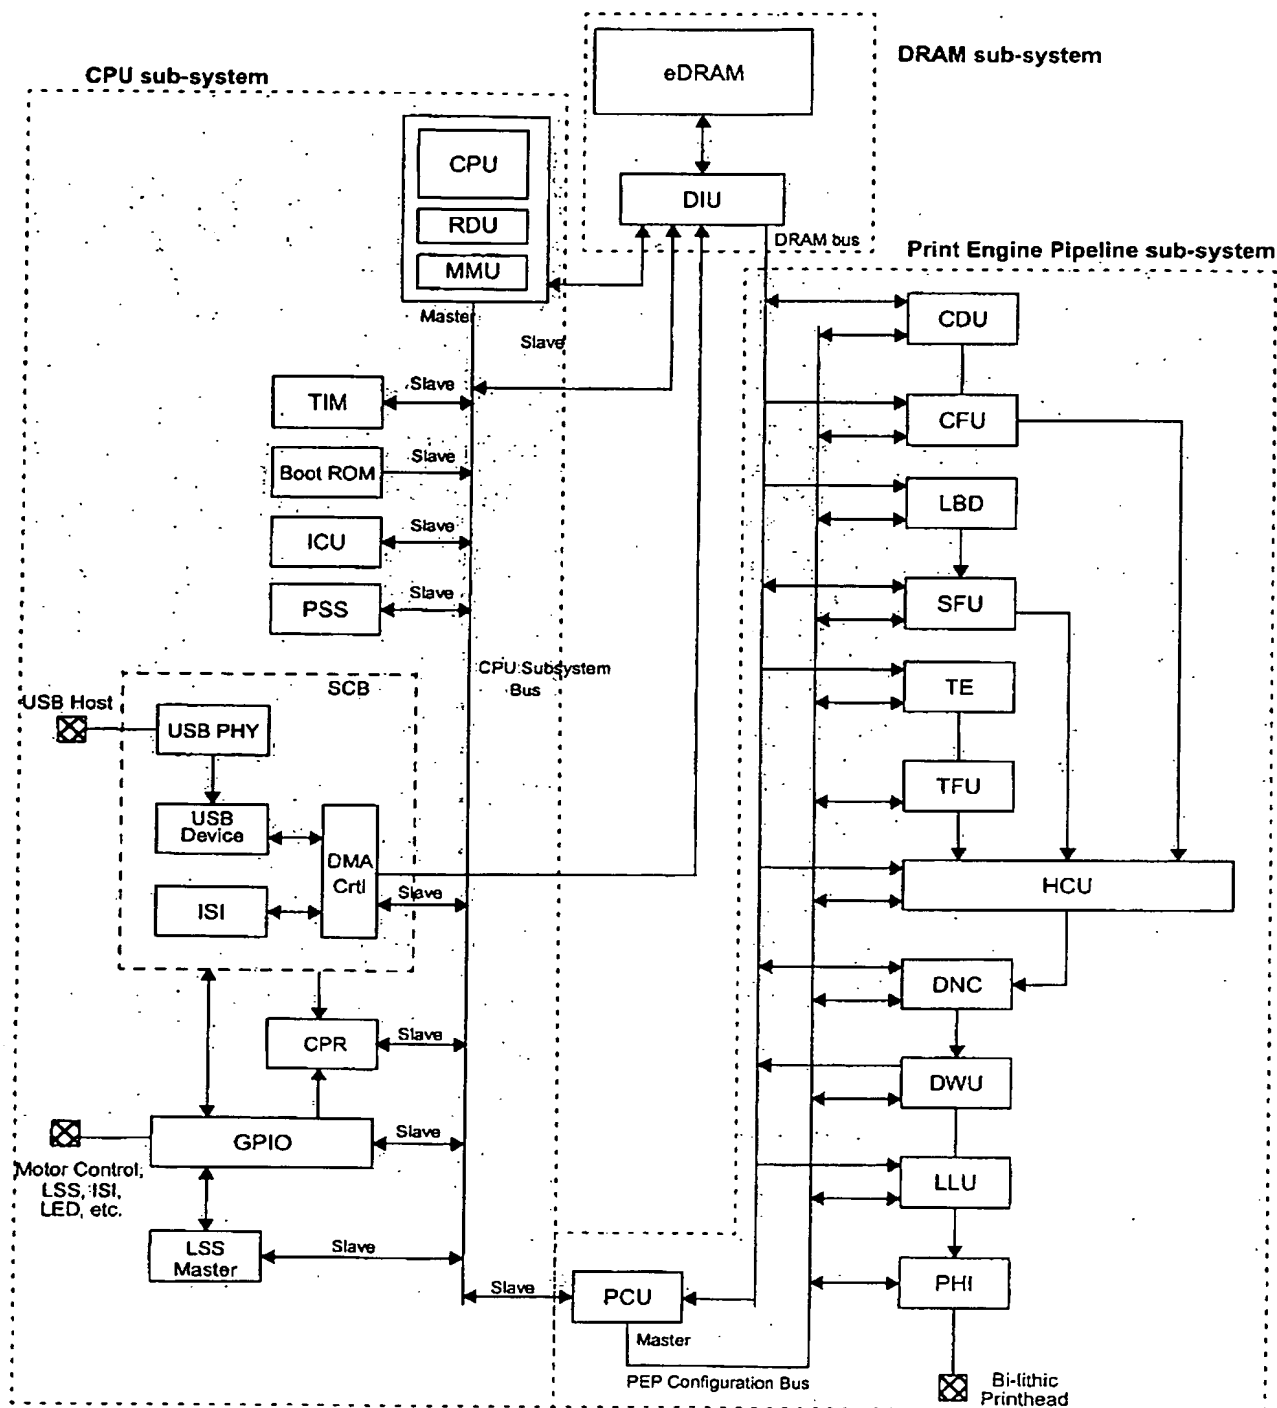 CPU sub-system
DRAM sub-system
eDRAM
CPU
RDU
MMU
DIU
DRAM bus
Print Engine Pipeline sub-system
Master
Slave
CDU
TIM
Slave
CFU
Boot ROM
Slave
LBD
ICU
Slave
PSS
Slave
SFU
CPU Subsystem
Bus
SCB
TE
USB Host
USB PHY
TFU
USB
Device
DMA
Crtl
Slave
HCU
ISI
DNC
CPR
Slave
DWU
GPIO
Slave
Motor Control,
LSS, ISI,
LED, etc.
LLU
LSS
Master
Slave
PHI
Slave
PCU
Master
PEP Configuration Bus
Bi-lithic
Printhead